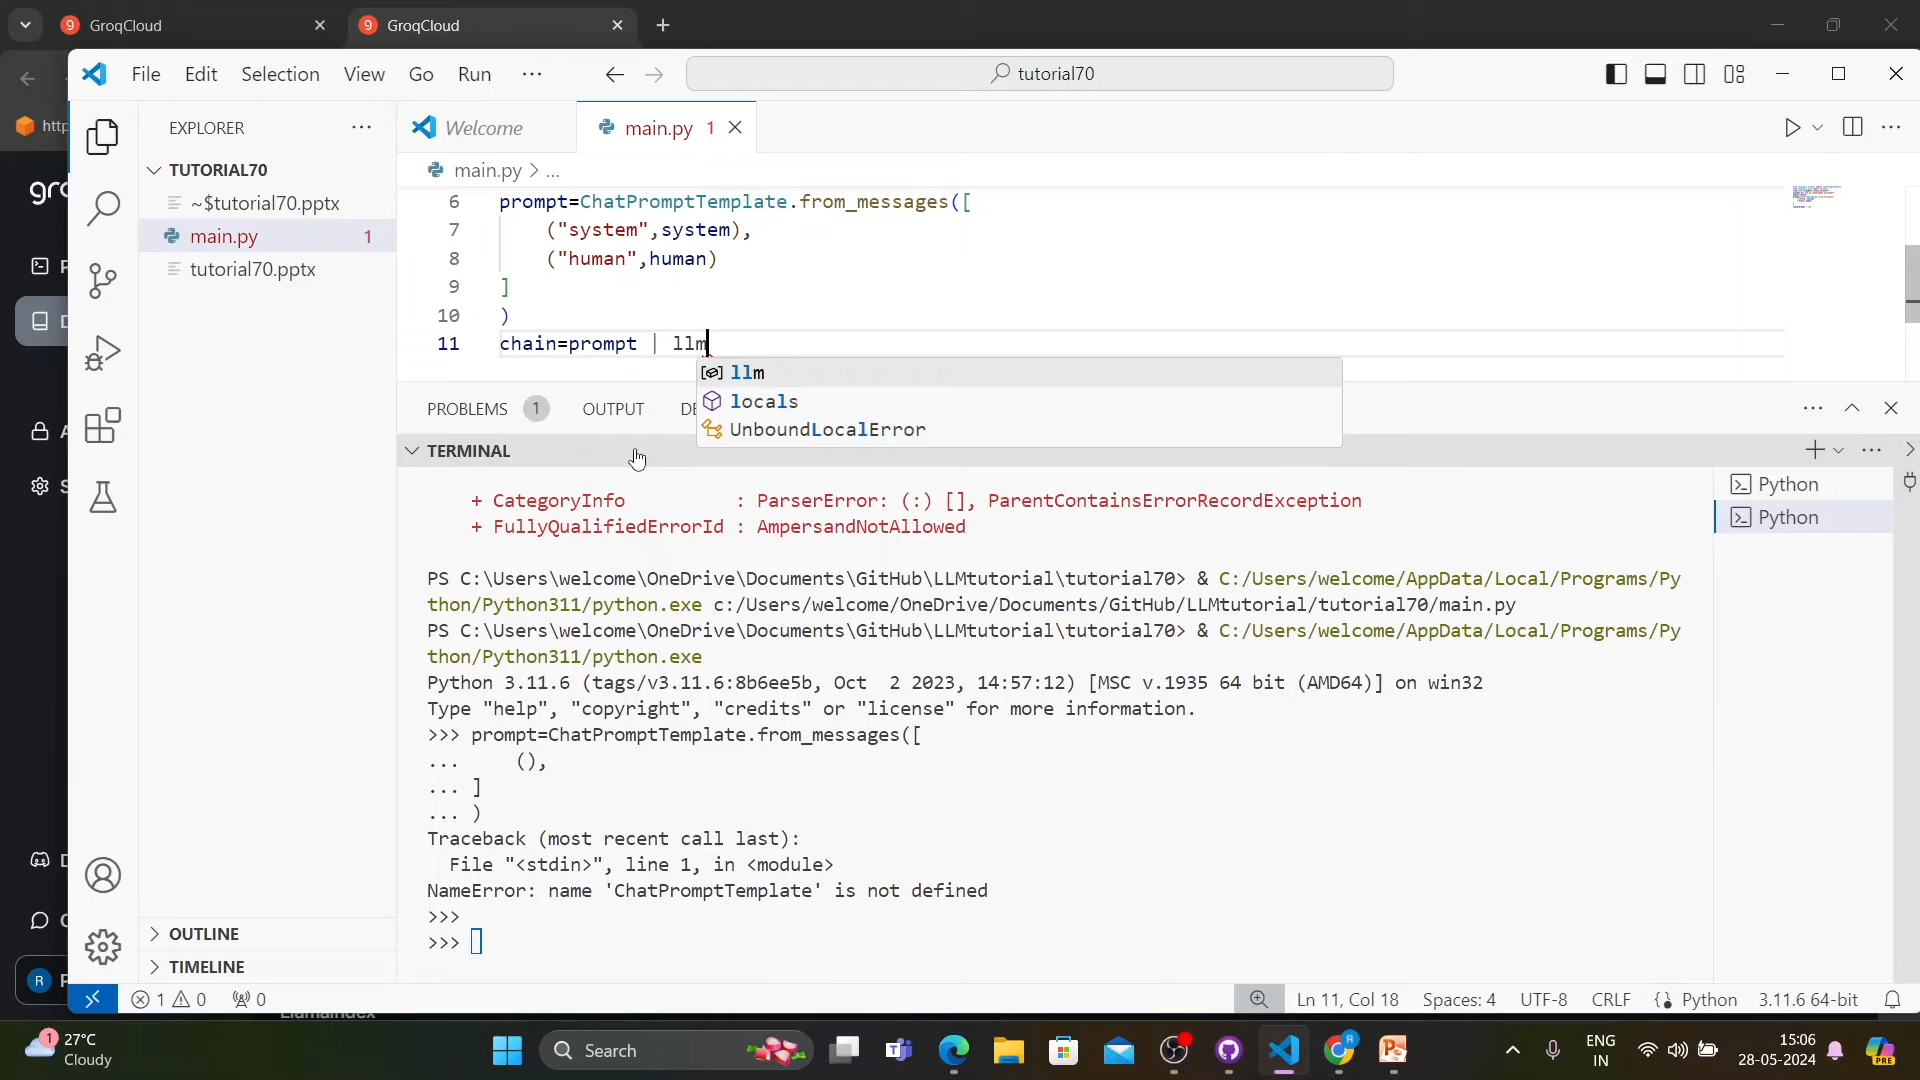 GroqCloud
GroqCloud
File Edit Selection View Go Run ...
tutorial70
EXPLORER
TUTORIAL70
~$tutorial70.pptx
main.py 1
tutorial70.pptx
OUTLINE
TIMELINE
Welcome
main.py 1
main.py > ...
6 prompt=ChatPromptTemplate.from_messages([
7 ("system",system),
8 ("human",human)
9 ]
10 )
11 chain=prompt | llm
llm
locals
UnboundLocalError
PROBLEMS 1 OUTPUT DE
TERMINAL
+ CategoryInfo : ParserError: (:) [], ParentContainsErrorRecordException
+ FullyQualifiedErrorId : AmpersandNotAllowed
PS C:\Users\welcome\OneDrive\Documents\GitHub\LLMtutorial\tutorial70> & C:/Users/welcome/AppData/Local/Programs/Py
thon/Python311/python.exe c:/Users/welcome/OneDrive/Documents/GitHub/LLMtutorial/tutorial70/main.py
PS C:\Users\welcome\OneDrive\Documents\GitHub\LLMtutorial\tutorial70> & C:/Users/welcome/AppData/Local/Programs/Py
thon/Python311/python.exe
Python 3.11.6 (tags/v3.11.6:8b6ee5b, Oct  2 2023, 14:57:12) [MSC v.1935 64 bit (AMD64)] on win32
Type "help", "copyright", "credits" or "license" for more information.
>>> prompt=ChatPromptTemplate.from_messages([
... (),
... ]
... )
Traceback (most recent call last):
File "<stdin>", line 1, in <module>
NameError: name 'ChatPromptTemplate' is not defined
>>>
>>>
Python
Python
1 0 0
Ln 11, Col 18 Spaces: 4 UTF-8 CRLF Python 3.11.6 64-bit
27°C
Cloudy
Search
ENG
IN
15:06
28-05-2024